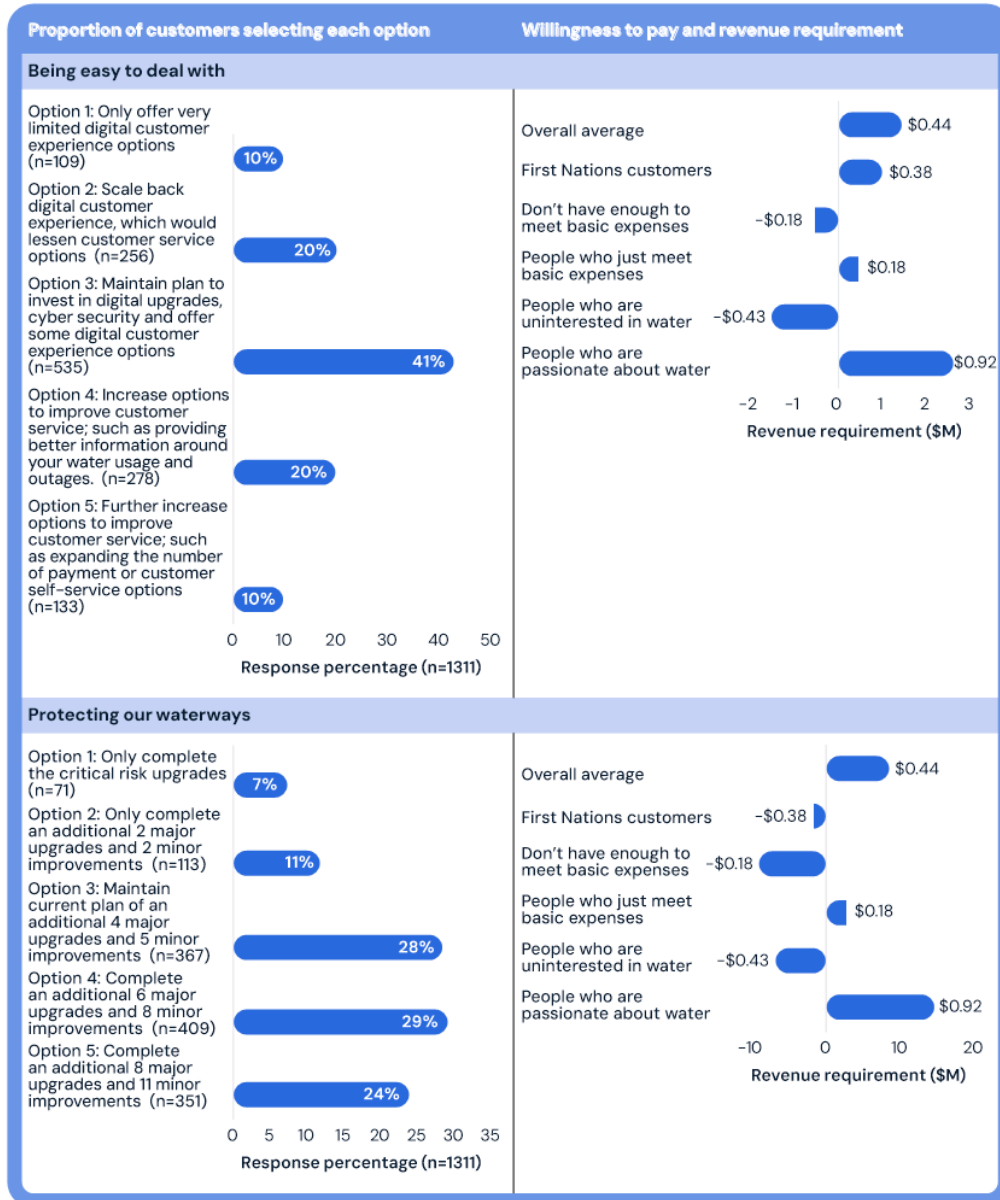 Proportion of customers selecting each option
Willingness to pay and revenue requirement
Being easy to deal with
Option 1: Only offer very
limited digital customer
experience options
(n=109)
10%
Option 2: Scale back
digital customer
experience, which would
lessen customer service
options (n=256)
20%
Option 3: Maintain plan to
invest in digital upgrades,
cyber security and offer
some digital customer
experience options
(n=535)
41%
Option 4: Increase options
to improve customer
service; such as providing
better information around
your water usage and
outages. (n=278)
20%
Option 5: Further increase
options to improve
customer service; such
as expanding the number
of payment or customer
self-service options
(n=133)
10%
0 10 20 30 40 50
Response percentage (n=1311)
Overall average
$0.44
First Nations customers
$0.38
Don't have enough to
meet basic expenses
-$0.18
People who just meet
basic expenses
$0.18
People who are
uninterested in water
-$0.43
People who are
passionate about water
$0.92
-2 -1 0 1 2 3
Revenue requirement ($M)
Protecting our waterways
Option 1: Only complete
the critical risk upgrades
(n=71)
7%
Option 2: Only complete
an additional 2 major
upgrades and 2 minor
improvements (n=113)
11%
Option 3: Maintain
current plan of an
additional 4 major
upgrades and 5 minor
improvements (n=367)
28%
Option 4: Complete
an additional 6 major
upgrades and 8 minor
improvements (n=409)
29%
Option 5: Complete
an additional 8 major
upgrades and 11 minor
improvements (n=351)
24%
0 5 10 15 20 25 30 35
Response percentage (n=1311)
Overall average
$0.44
First Nations customers
-$0.38
Don't have enough to
meet basic expenses
-$0.18
People who just meet
basic expenses
$0.18
People who are
uninterested in water
-$0.43
People who are
passionate about water
$0.92
-10 0 10 20
Revenue requirement ($M)